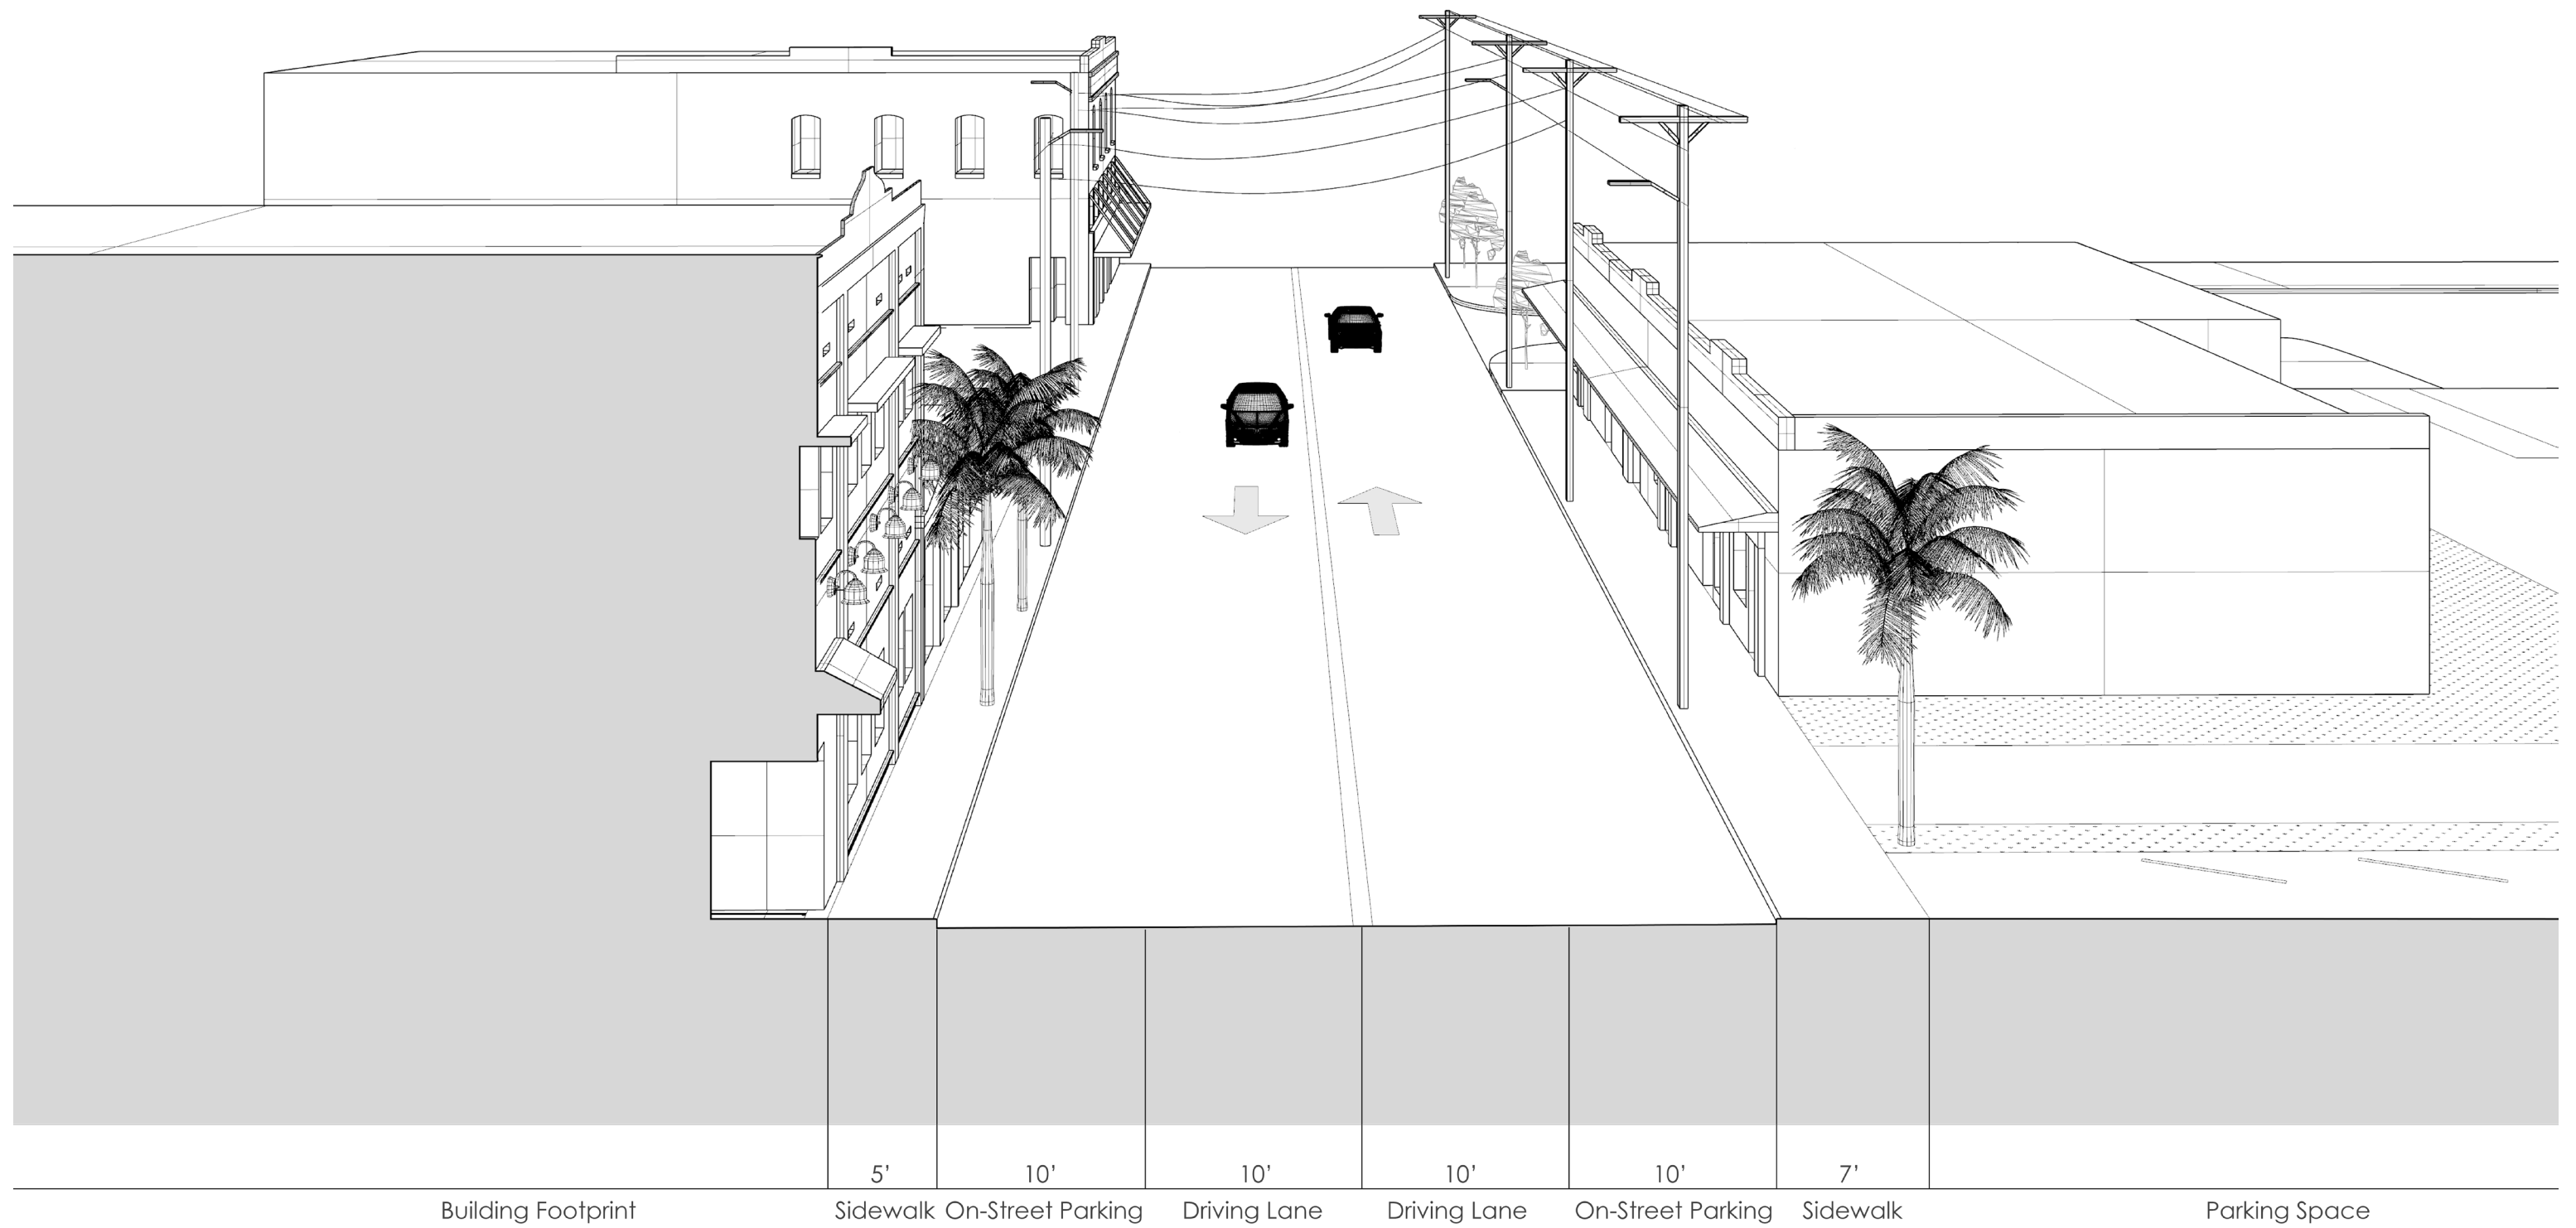 5’ 10’ 10’ 10’ 10’ 7’
Building Footprint Sidewalk On-Street Parking Driving Lane Driving Lane On-Street Parking Sidewalk Parking Space